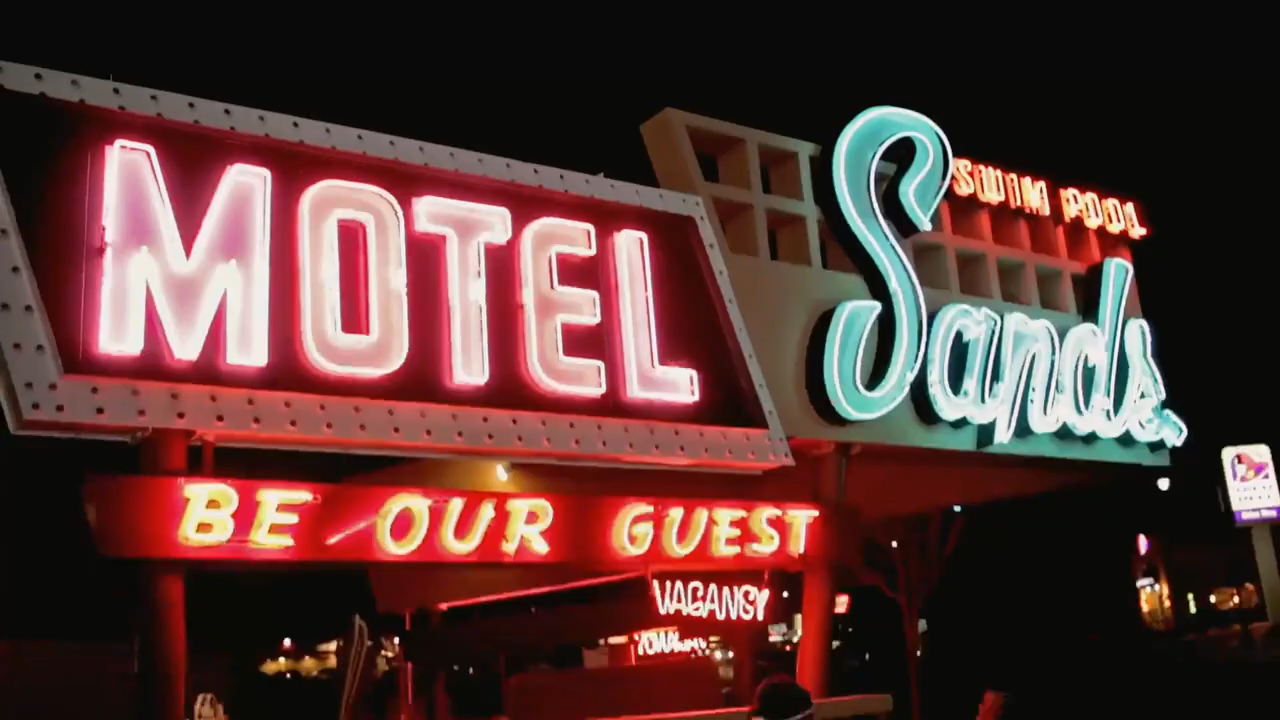 MOTEL
Sands
SWIM POOL
BE OUR GUEST
VACANCY